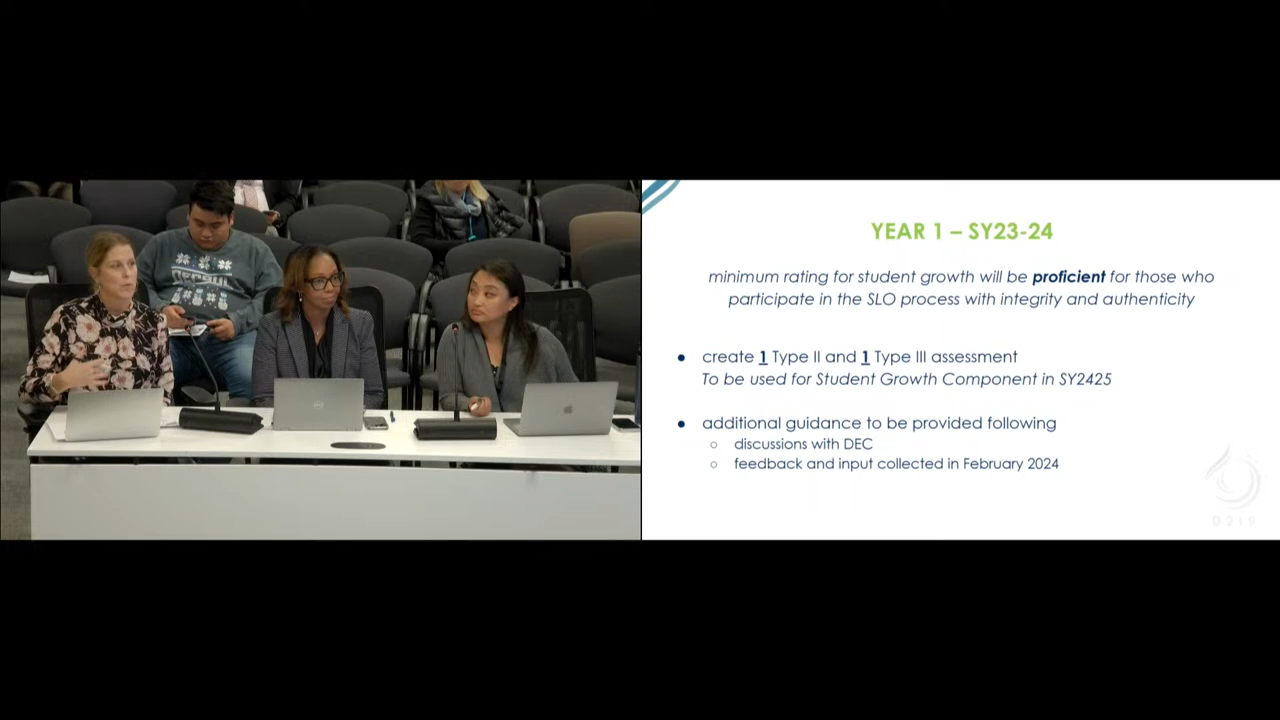 YEAR 1 – SY23-24
minimum rating for student growth will be proficient for those who
participate in the SLO process with integrity and authenticity
● create 1 Type II and 1 Type III assessment
To be used for Student Growth Component in SY2425
● additional guidance to be provided following
○ discussions with DEC
○ feedback and input collected in February 2024
D219